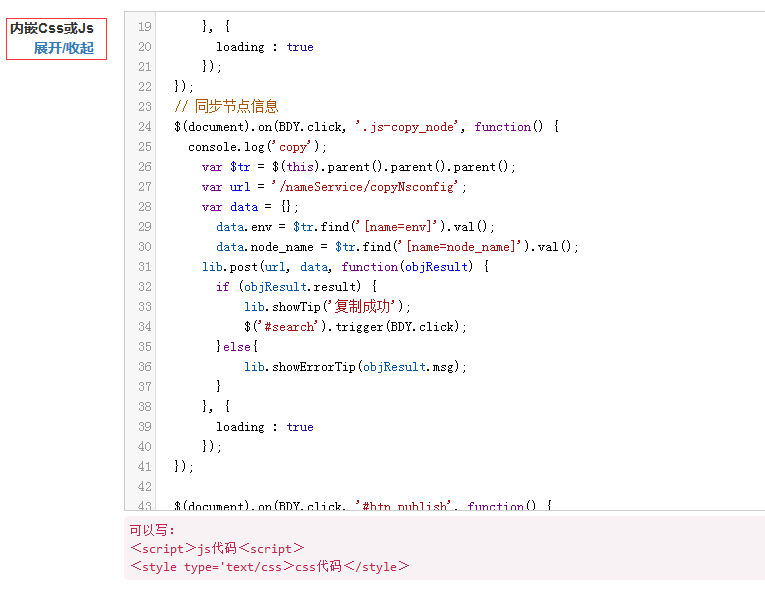 内嵌Css或Js
展开/收起
19 }, {
20 loading : true
21 });
22 });
23 // 同步节点信息
24 $(document).on(BDY.click, '.js-copy_node', function() {
25 console.log('copy');
26 var $tr = $(this).parent().parent().parent();
27 var url = '/nameService/copyNsconfig';
28 var data = {};
29 data.env = $tr.find('[name=env]').val();
30 data.node_name = $tr.find('[name=node_name]').val();
31 lib.post(url, data, function(objResult) {
32 if (objResult.result) {
33 lib.showTip('复制成功');
34 $('#search').trigger(BDY.click);
35 }else{
36 lib.showErrorTip(objResult.msg);
37 }
38 }, {
39 loading : true
40 });
41 });
42
43 $(document).on(BDY.click, '#btn_publish', function() {
可以写:
＜script＞js代码＜script＞
＜style type='text/css＞css代码＜/style＞